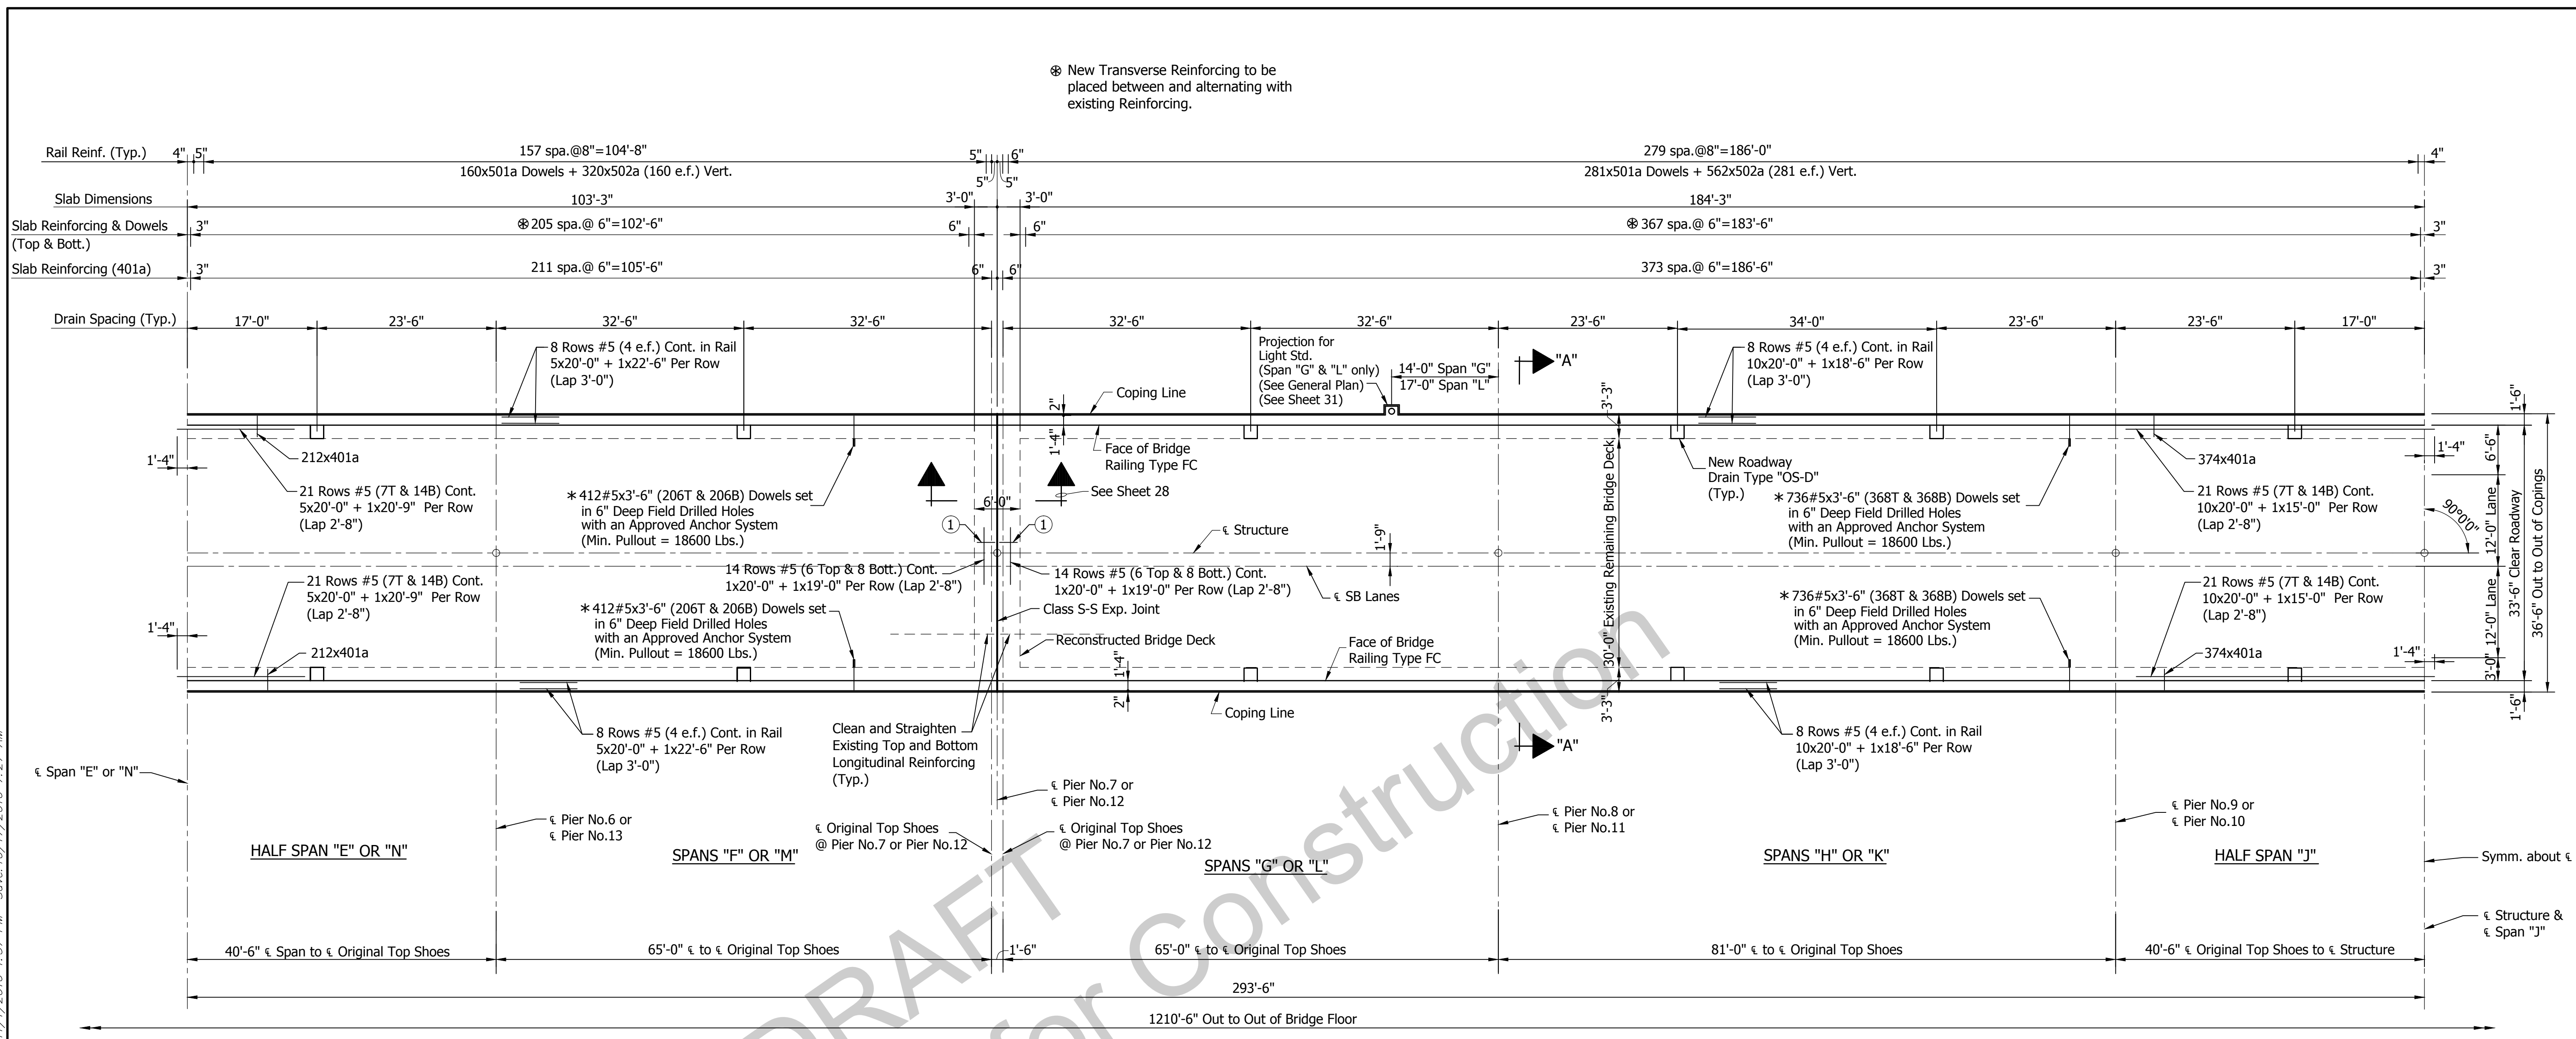 ⊛ New Transverse Reinforcing to be
placed between and alternating with
existing Reinforcing.
Rail Reinf. (Typ.)
4"
5"
157 spa.@8"=104'-8"
160x501a Dowels + 320x502a (160 e.f.) Vert.
5"
6"
5"
5"
279 spa.@8"=186'-0"
281x501a Dowels + 562x502a (281 e.f.) Vert.
4"
Slab Dimensions
103'-3"
3'-0"
3'-0"
184'-3"
Slab Reinforcing & Dowels
(Top & Bott.)
3"
⊛ 205 spa.@ 6"=102'-6"
6"
6"
⊛ 367 spa.@ 6"=183'-6"
3"
Slab Reinforcing (401a)
3"
211 spa.@ 6"=105'-6"
6"
6"
373 spa.@ 6"=186'-6"
3"
Drain Spacing (Typ.)
17'-0"
23'-6"
32'-6"
32'-6"
32'-6"
32'-6"
23'-6"
34'-0"
23'-6"
23'-6"
17'-0"
8 Rows #5 (4 e.f.) Cont. in Rail
5x20'-0" + 1x22'-6" Per Row
(Lap 3'-0")
Projection for
Light Std.
(Span "G" & "L" only)
(See General Plan)
(See Sheet 31)
14'-0" Span "G"
17'-0" Span "L"
"A"
8 Rows #5 (4 e.f.) Cont. in Rail
10x20'-0" + 1x18'-6" Per Row
(Lap 3'-0")
Coping Line
2"
1'-4"
3'-3"
1'-6"
1'-4"
212x401a
21 Rows #5 (7T & 14B) Cont.
5x20'-0" + 1x20'-9" Per Row
(Lap 2'-8")
* 412#5x3'-6" (206T & 206B) Dowels set
in 6" Deep Field Drilled Holes
with an Approved Anchor System
(Min. Pullout = 18600 Lbs.)
Face of Bridge
Railing Type FC
See Sheet 28
6'-0"
1
1
℄ Structure
1'-9"
30'-0" Existing Remaining Bridge Deck
New Roadway
Drain Type "OS-D"
(Typ.)
* 736#5x3'-6" (368T & 368B) Dowels set
in 6" Deep Field Drilled Holes
with an Approved Anchor System
(Min. Pullout = 18600 Lbs.)
374x401a
21 Rows #5 (7T & 14B) Cont.
10x20'-0" + 1x15'-0" Per Row
(Lap 2'-8")
1'-4"
6'-6"
12'-0" Lane
90°0'0"
33'-6" Clear Roadway
36'-6" Out to Out of Copings
21 Rows #5 (7T & 14B) Cont.
5x20'-0" + 1x20'-9" Per Row
(Lap 2'-8")
14 Rows #5 (6 Top & 8 Bott.) Cont.
1x20'-0" + 1x19'-0" Per Row (Lap 2'-8")
14 Rows #5 (6 Top & 8 Bott.) Cont.
1x20'-0" + 1x19'-0" Per Row (Lap 2'-8")
℄ SB Lanes
* 412#5x3'-6" (206T & 206B) Dowels set
in 6" Deep Field Drilled Holes
with an Approved Anchor System
(Min. Pullout = 18600 Lbs.)
Class S-S Exp. Joint
Reconstructed Bridge Deck
Face of Bridge
Railing Type FC
* 736#5x3'-6" (368T & 368B) Dowels set
in 6" Deep Field Drilled Holes
with an Approved Anchor System
(Min. Pullout = 18600 Lbs.)
21 Rows #5 (7T & 14B) Cont.
10x20'-0" + 1x15'-0" Per Row
(Lap 2'-8")
12'-0" Lane
1'-4"
212x401a
374x401a
1'-4"
3'-0"
1'-4"
2"
3'-3"
1'-6"
8 Rows #5 (4 e.f.) Cont. in Rail
5x20'-0" + 1x22'-6" Per Row
(Lap 3'-0")
Clean and Straighten
Existing Top and Bottom
Longitudinal Reinforcing
(Typ.)
Coping Line
"A"
8 Rows #5 (4 e.f.) Cont. in Rail
10x20'-0" + 1x18'-6" Per Row
(Lap 3'-0")
℄ Span "E" or "N"
℄ Pier No.6 or
℄ Pier No.13
℄ Pier No.7 or
℄ Pier No.12
℄ Original Top Shoes
@ Pier No.7 or Pier No.12
℄ Original Top Shoes
@ Pier No.7 or Pier No.12
℄ Pier No.8 or
℄ Pier No.11
℄ Pier No.9 or
℄ Pier No.10
HALF SPAN "E" OR "N"
SPANS "F" OR "M"
SPANS "G" OR "L"
SPANS "H" OR "K"
HALF SPAN "J"
Symm. about ℄
℄ Structure &
℄ Span "J"
40'-6" ℄ Span to ℄ Original Top Shoes
65'-0" ℄ to ℄ Original Top Shoes
1'-6"
65'-0" ℄ to ℄ Original Top Shoes
81'-0" ℄ to ℄ Original Top Shoes
40'-6" ℄ Original Top Shoes to ℄ Structure
293'-6"
1210'-6" Out to Out of Bridge Floor
DRAFT
for Construction